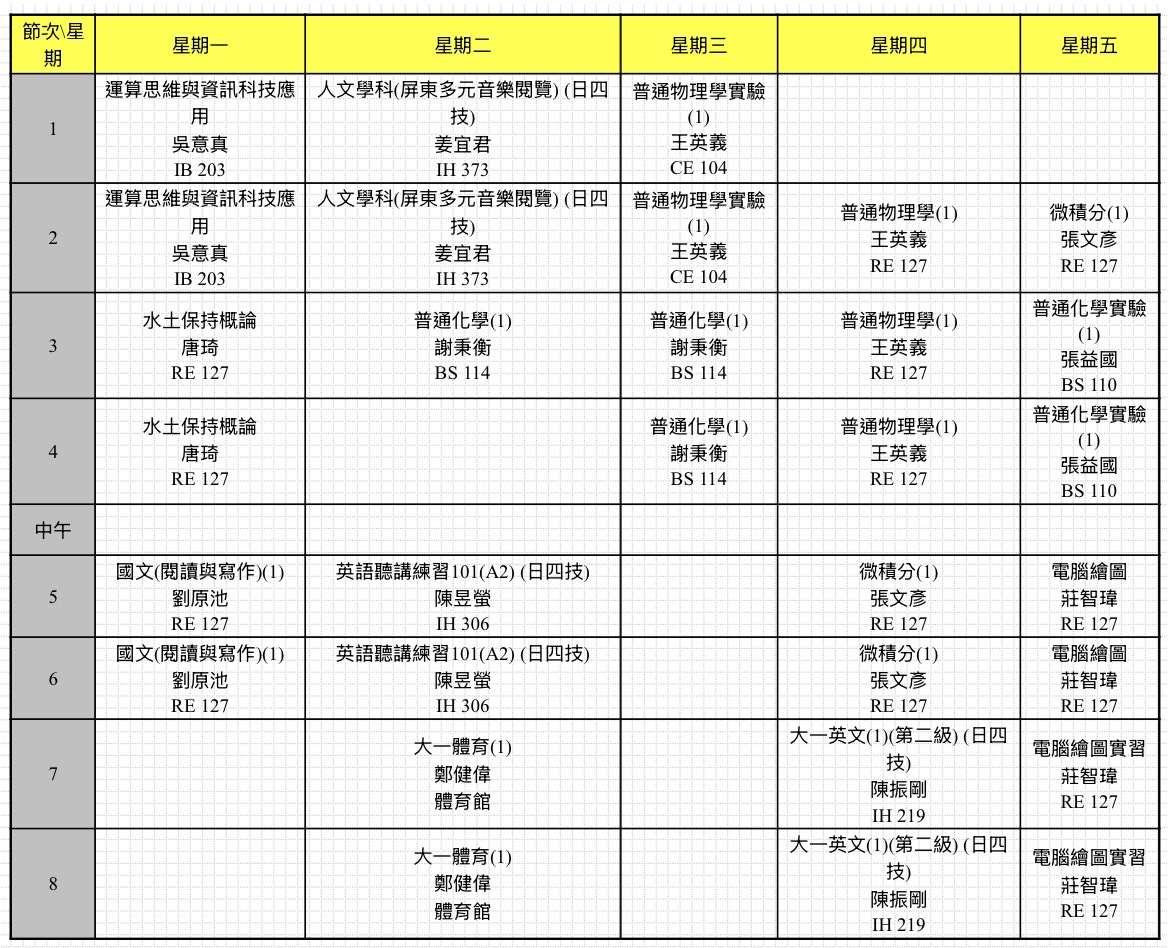 節次\星
期
星期一
星期二
星期三
星期四
星期五
1
運算思維與資訊科技應
用
吳意真
IB 203
人文學科(屏東多元音樂閱覽) (日四
技)
姜宜君
IH 373
普通物理學實驗
(1)
王英義
CE 104
2
運算思維與資訊科技應
用
吳意真
IB 203
人文學科(屏東多元音樂閱覽) (日四
技)
姜宜君
IH 373
普通物理學實驗
(1)
王英義
CE 104
普通物理學(1)
王英義
RE 127
微積分(1)
張文彥
RE 127
3
水土保持概論
唐琦
RE 127
普通化學(1)
謝秉衡
BS 114
普通化學(1)
謝秉衡
BS 114
普通物理學(1)
王英義
RE 127
普通化學實驗
(1)
張益國
BS 110
4
水土保持概論
唐琦
RE 127
普通化學(1)
謝秉衡
BS 114
普通物理學(1)
王英義
RE 127
普通化學實驗
(1)
張益國
BS 110
中午
5
國文(閱讀與寫作)(1)
劉原池
RE 127
英語聽講練習101(A2) (日四技)
陳昱螢
IH 306
微積分(1)
張文彥
RE 127
電腦繪圖
莊智瑋
RE 127
6
國文(閱讀與寫作)(1)
劉原池
RE 127
英語聽講練習101(A2) (日四技)
陳昱螢
IH 306
微積分(1)
張文彥
RE 127
電腦繪圖
莊智瑋
RE 127
7
大一體育(1)
鄭健偉
體育館
大一英文(1)(第二級) (日四
技)
陳振剛
IH 219
電腦繪圖實習
莊智瑋
RE 127
8
大一體育(1)
鄭健偉
體育館
大一英文(1)(第二級) (日四
技)
陳振剛
IH 219
電腦繪圖實習
莊智瑋
RE 127